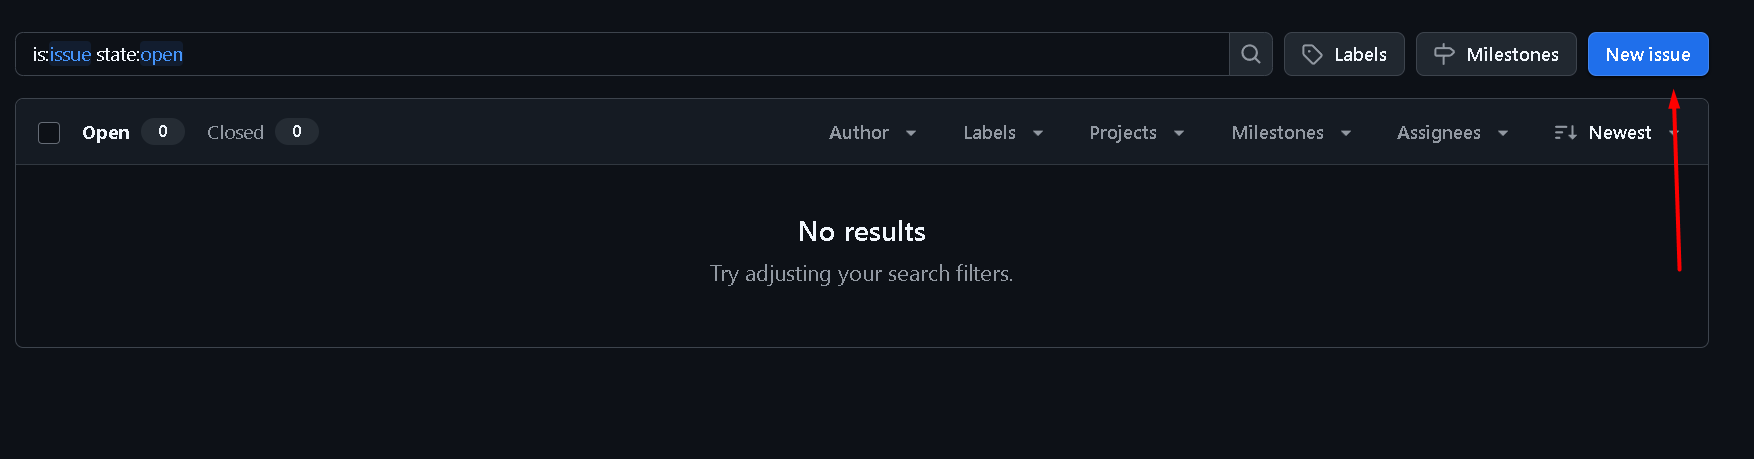 is:issue state:open
Labels
Milestones
New issue
Open 0 Closed 0
Author Labels Projects Milestones Assignees Newest
No results
Try adjusting your search filters.